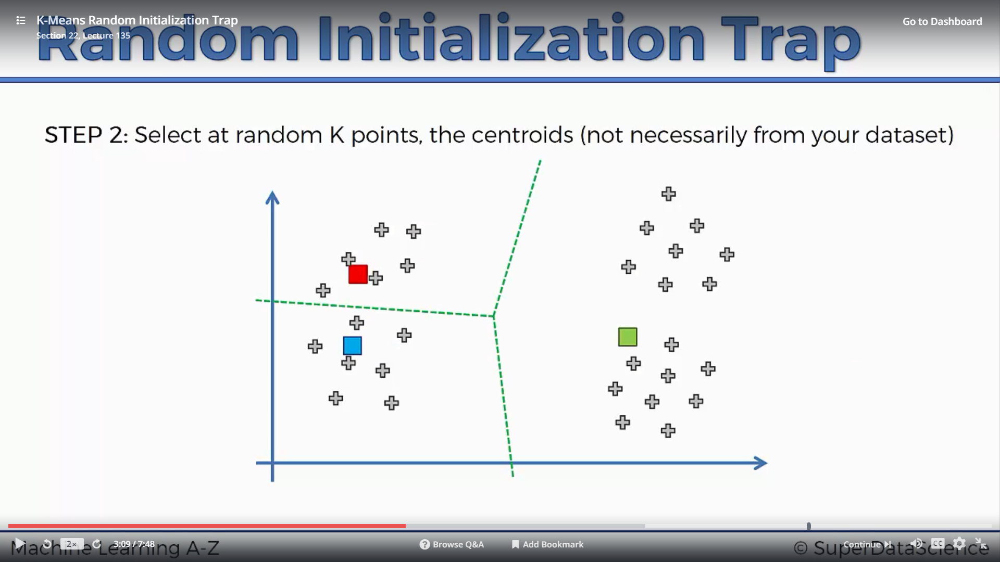 K-Means Random Initialization Trap
Go to Dashboard
Section 22, Lecture 135
Random Initialization Trap
STEP 2: Select at random K points, the centroids (not necessarily from your dataset)
2x
3:09 / 7:48
Browse Q&A
Add Bookmark
Continue
CC
Machine Learning A-Z
© SuperDataScience